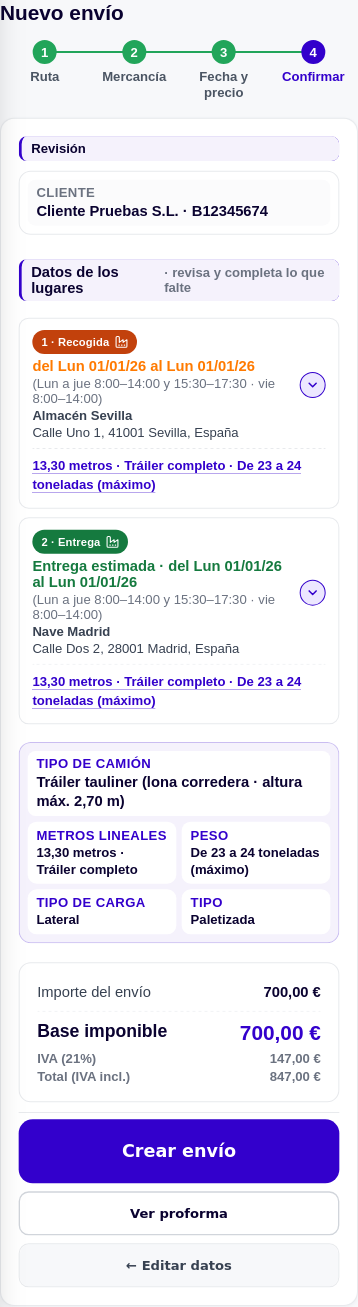 Nuevo envío
1
2
3
4
Ruta
Mercancía
Fecha y
precio
Confirmar
Revisión
CLIENTE
Cliente Pruebas S.L. · B12345674
Datos de los
lugares
· revisa y completa lo que
falte
1 · Recogida
del Lun 01/01/26 al Lun 01/01/26
(Lun a jue 8:00–14:00 y 15:30–17:30 · vie
8:00–14:00)
Almacén Sevilla
Calle Uno 1, 41001 Sevilla, España
13,30 metros · Tráiler completo · De 23 a 24
toneladas (máximo)
2 · Entrega
Entrega estimada · del Lun 01/01/26
al Lun 01/01/26
(Lun a jue 8:00–14:00 y 15:30–17:30 · vie
8:00–14:00)
Nave Madrid
Calle Dos 2, 28001 Madrid, España
13,30 metros · Tráiler completo · De 23 a 24
toneladas (máximo)
TIPO DE CAMIÓN
Tráiler tauliner (lona corredera · altura
máx. 2,70 m)
METROS LINEALES
13,30 metros ·
Tráiler completo
PESO
De 23 a 24 toneladas
(máximo)
TIPO DE CARGA
Lateral
TIPO
Paletizada
Importe del envío 700,00 €
Base imponible 700,00 €
IVA (21%) 147,00 €
Total (IVA incl.) 847,00 €
Crear envío
Ver proforma
← Editar datos